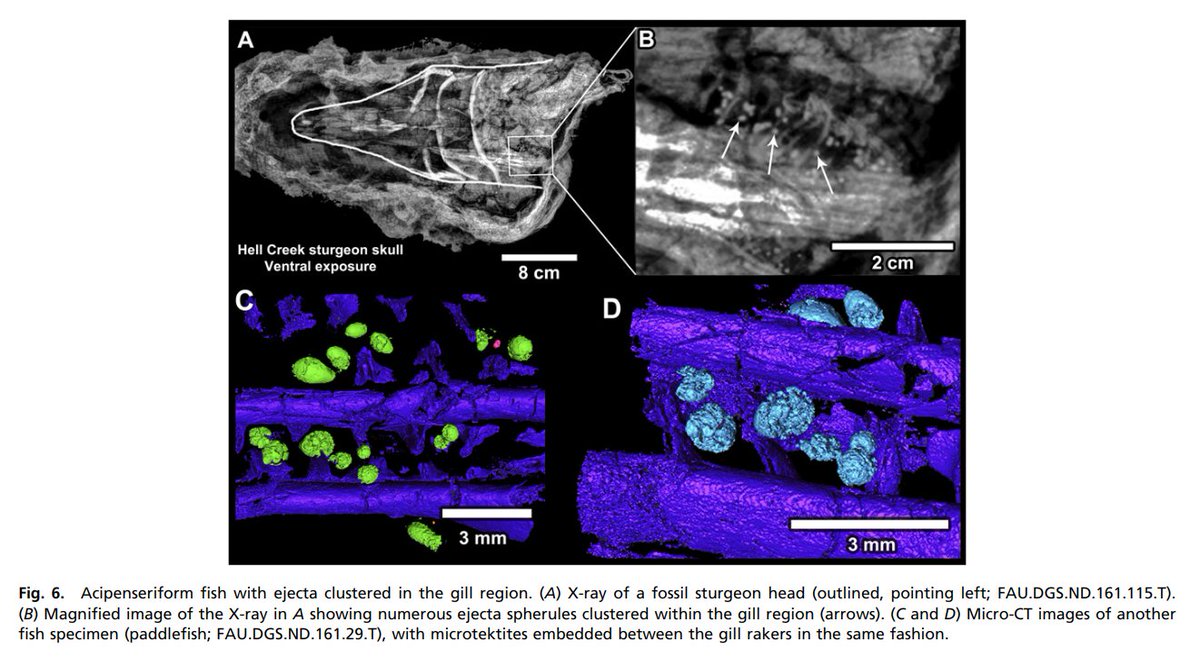 A
B
Hell Creek sturgeon skull
Ventral exposure
8 cm
2 cm
C
D
3 mm
3 mm
Fig. 6. Acipenseriform fish with ejecta clustered in the gill region. (A) X-ray of a fossil sturgeon head (outlined, pointing left; FAU.DGS.ND.161.115.T).
(B) Magnified image of the X-ray in A showing numerous ejecta spherules clustered within the gill region (arrows). (C and D) Micro-CT images of another
fish specimen (paddlefish; FAU.DGS.ND.161.29.T), with microtektites embedded between the gill rakers in the same fashion.